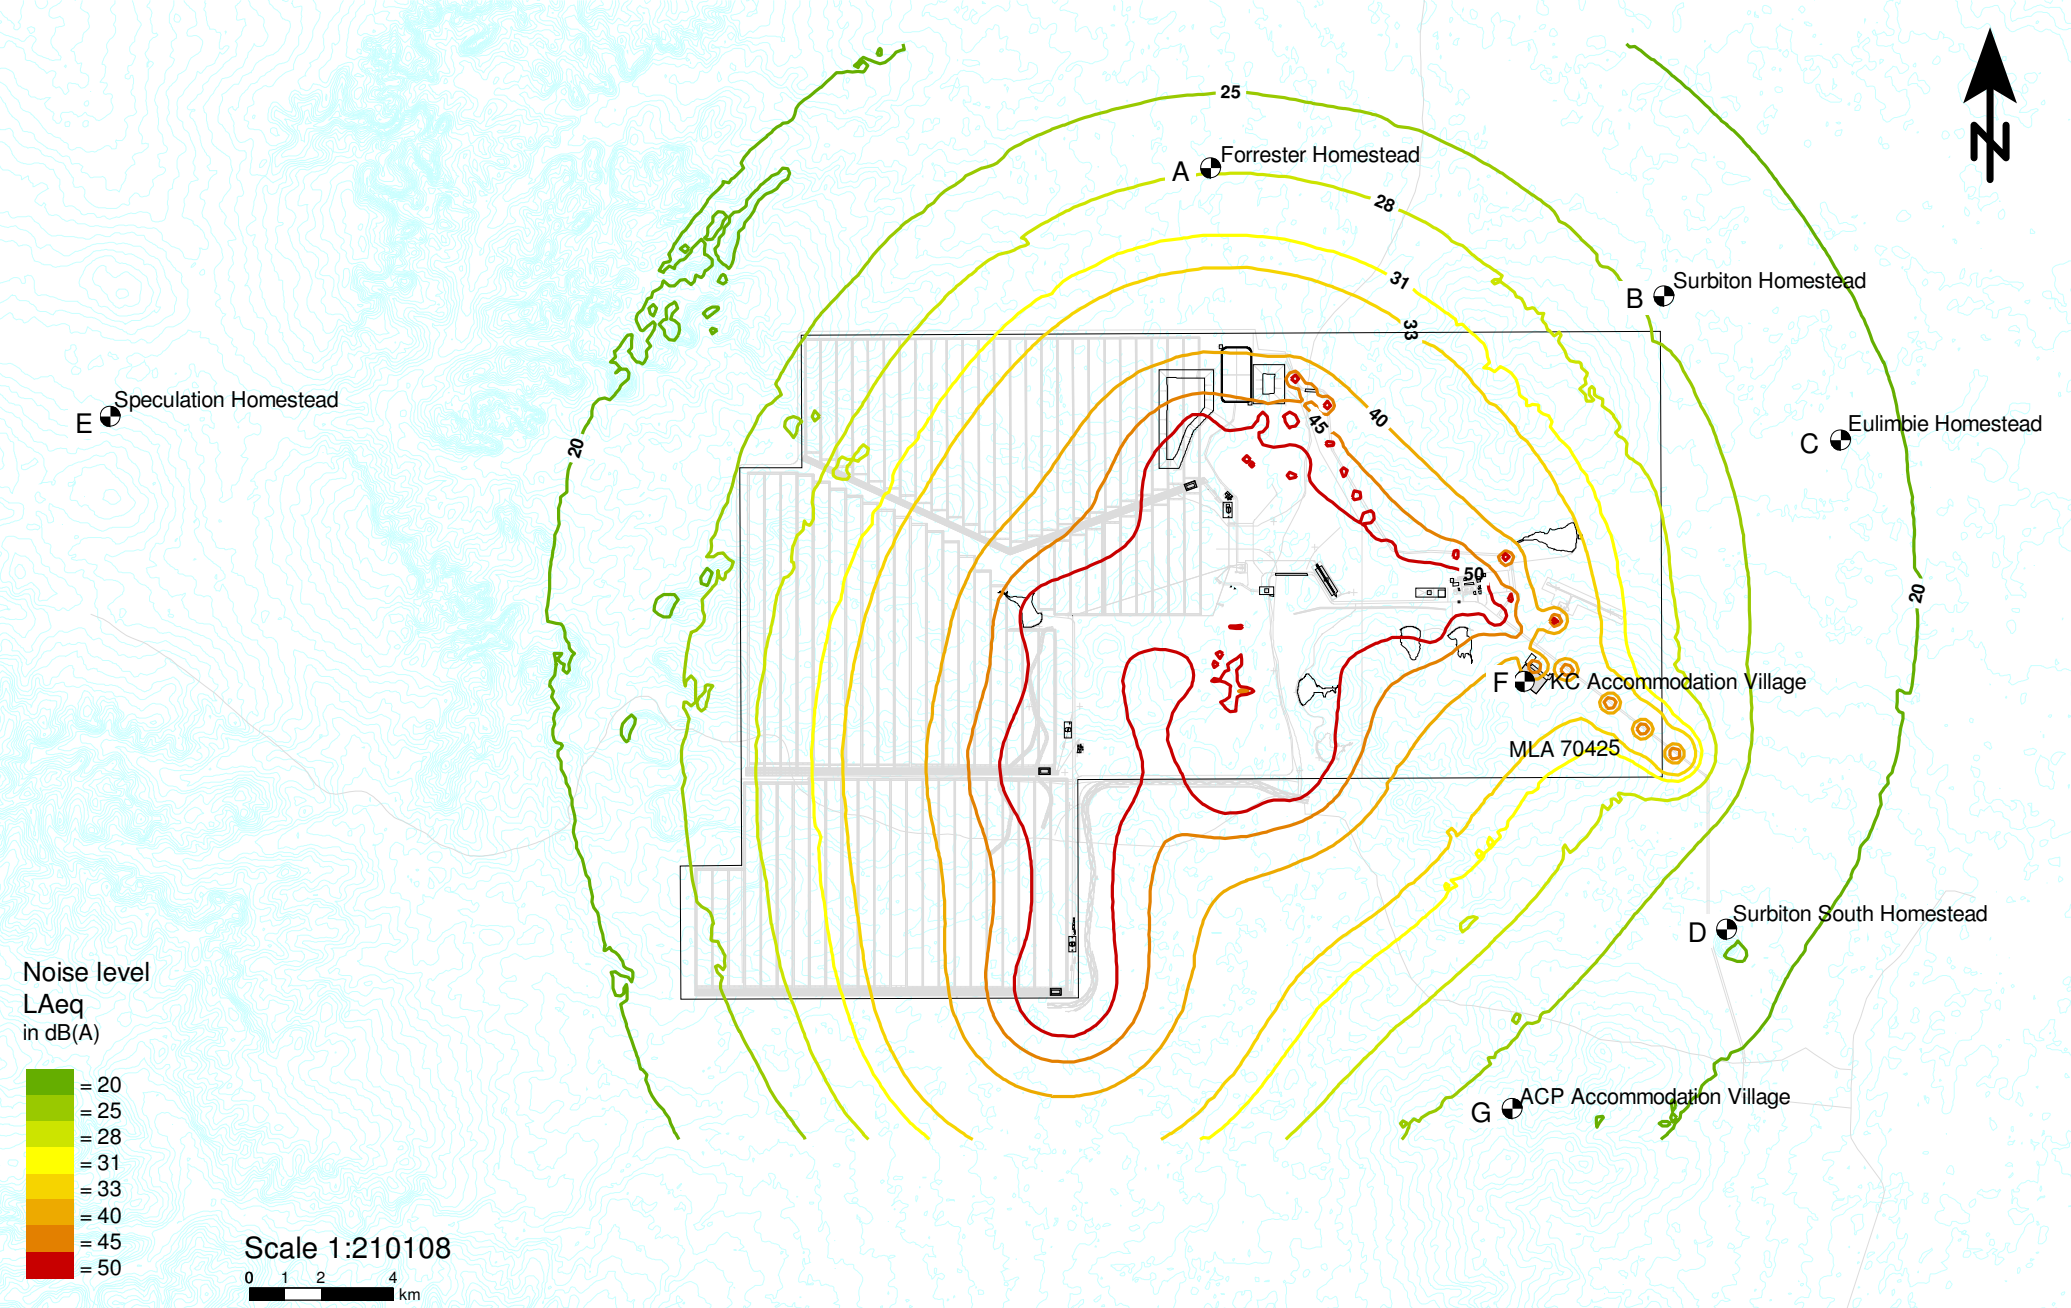 25
A
Forrester Homestead
N
28
31
B
Surbiton Homestead
33
E
Speculation Homestead
20
40
45
C
Eulimbie Homestead
50
20
F
KC Accommodation Village
MLA 70425
D
Surbiton South Homestead
G
ACP Accommodation Village
Noise level
LAeq
in dB(A)
= 20
= 25
= 28
= 31
= 33
= 40
= 45
= 50
Scale 1:210108
0 1 2 4
km